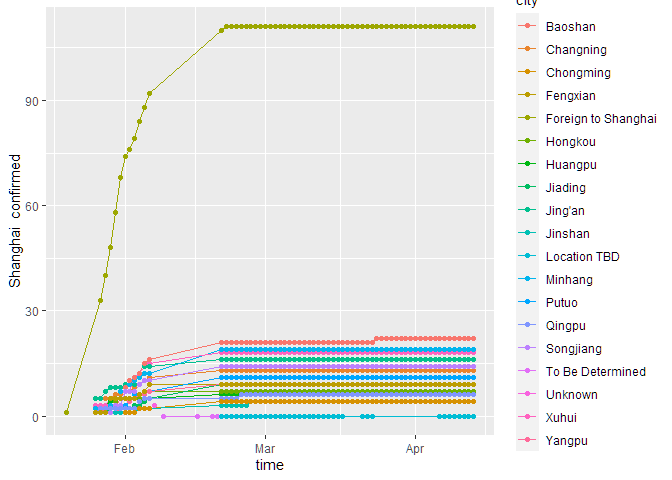 city
Baoshan
Changning
Chongming
Fengxian
Foreign to Shanghai
Hongkou
Huangpu
Jiading
Jing'an
Jinshan
Location TBD
Minhang
Putuo
Qingpu
Songjiang
To Be Determined
Unknown
Xuhui
Yangpu
Shanghai confirmed
90
60
30
0
Feb
Mar
Apr
time